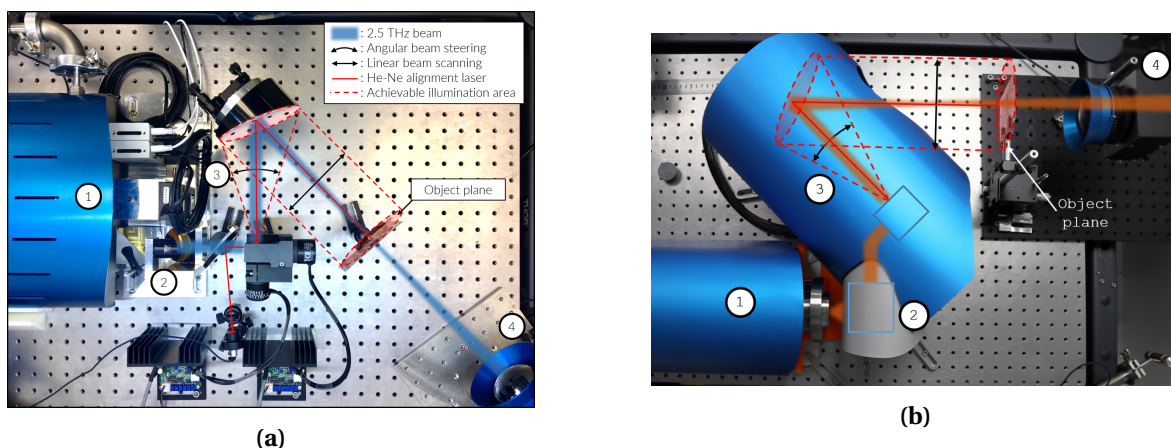 : 2.5 THz beam
: Angular beam steering
: Linear beam scanning
: He-Ne alignment laser
: Achievable illumination area
3
Object plane
1
2
4
(a)
4
3
Object
plane
1
2
(b)